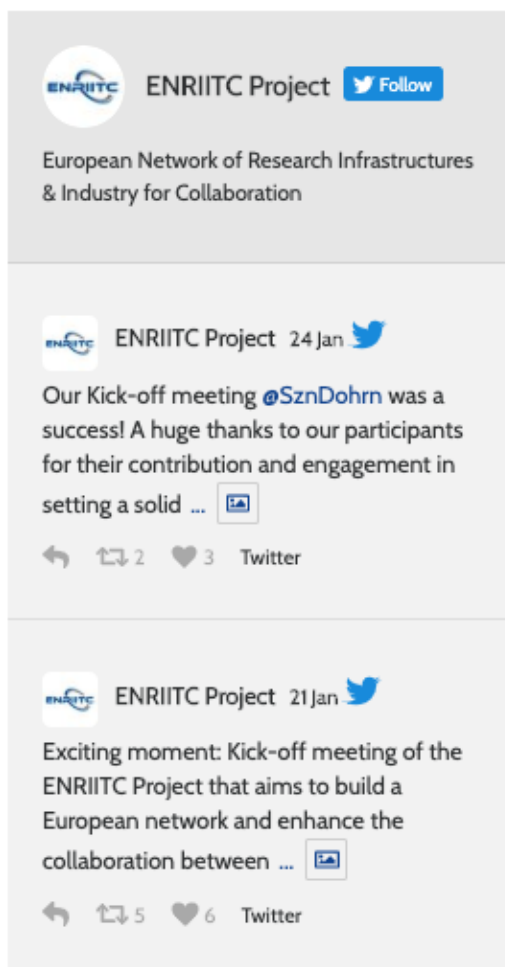 ENRIITC
ENRIITC Project Follow
European Network of Research Infrastructures
& Industry for Collaboration
ENRIITC
ENRIITC Project 24 Jan
Our Kick-off meeting @SznDohrn was a
success! A huge thanks to our participants
for their contribution and engagement in
setting a solid ...
2 3 Twitter
ENRIITC
ENRIITC Project 21 Jan
Exciting moment: Kick-off meeting of the
ENRIITC Project that aims to build a
European network and enhance the
collaboration between ...
5 6 Twitter